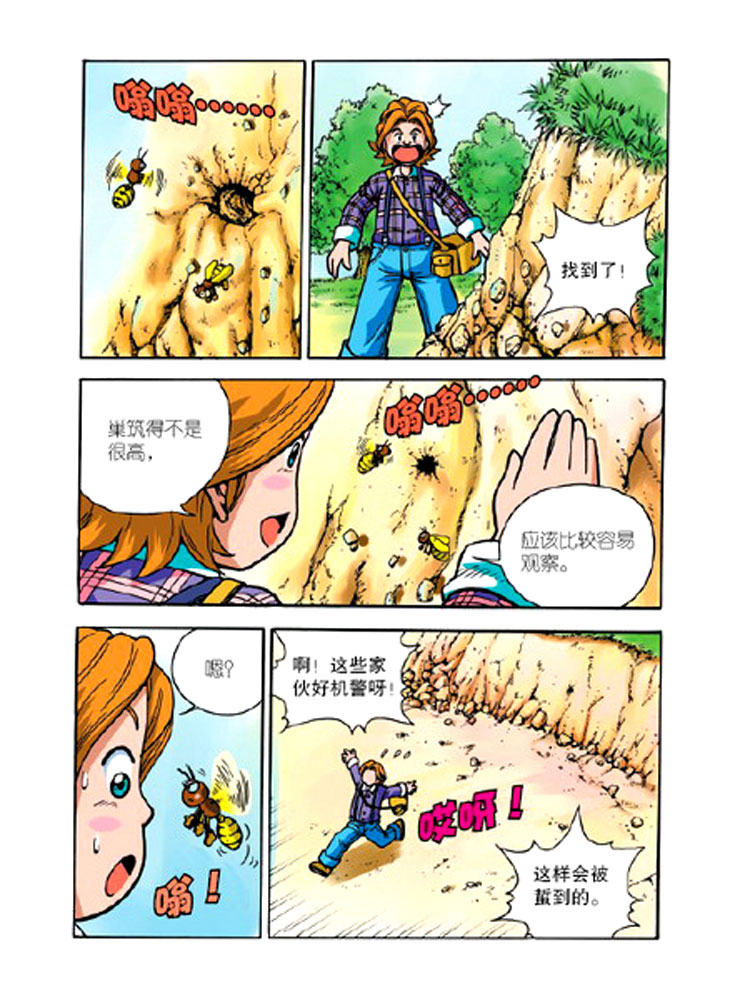 嗡嗡……
找到了！
巢筑得不是
很高，
嗡嗡……
应该比较容易
观察。
嗯？
嗡！
啊！这些家
伙好机警呀！
哎呀！
这样会被
蜇到的。